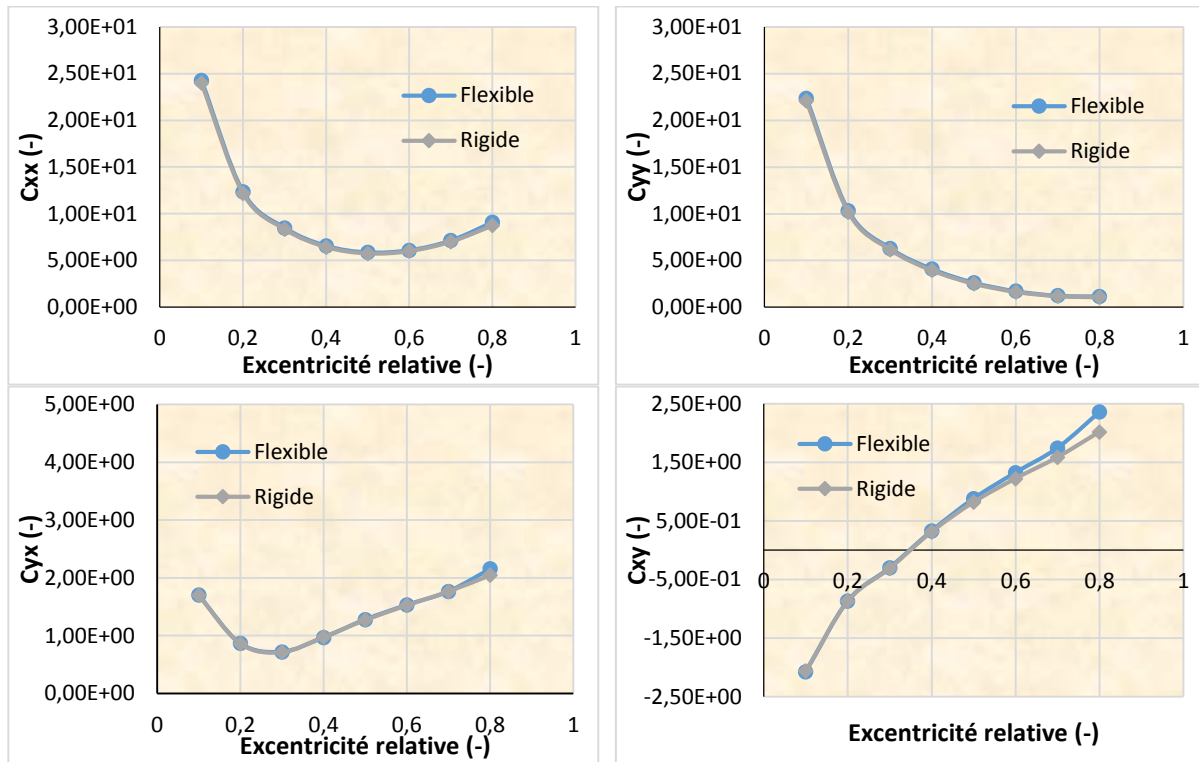 3,00E+01
2,50E+01
2,00E+01
1,50E+01
1,00E+01
5,00E+00
0,00E+00
Cxx (-)
Flexible
Rigide
0 0,2 0,4 0,6 0,8 1
Excentricité relative (-)
3,00E+01
2,50E+01
2,00E+01
1,50E+01
1,00E+01
5,00E+00
0,00E+00
Cyy (-)
Flexible
Rigide
0 0,2 0,4 0,6 0,8 1
Excentricité relative (-)
5,00E+00
4,00E+00
3,00E+00
2,00E+00
1,00E+00
0,00E+00
Cyx (-)
Flexible
Rigide
0 0,2 0,4 0,6 0,8 1
Excentricité relative (-)
2,50E+00
1,50E+00
5,00E-01
-5,00E-01
-1,50E+00
-2,50E+00
Cxy (-)
Flexible
Rigide
0 0,2 0,4 0,6 0,8 1
Excentricité relative (-)